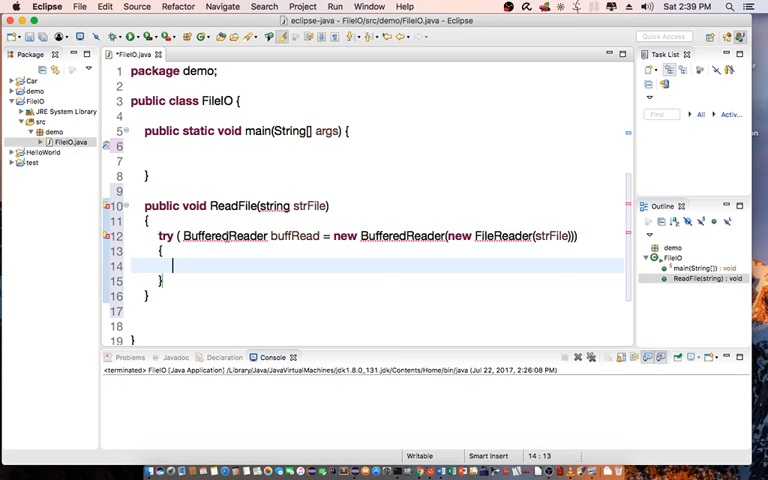 Eclipse File Edit Source Refactor Navigate Search Project Run Window Help Sat 2:39 PM
eclipse-java - FileIO/src/demo/FileIO.java - Eclipse
Quick Access
Package
Car
demo
FileIO
JRE System Library
src
demo
FileIO.java
HelloWorld
test
*FileIO.java
1 package demo;
2
3 public class FileIO {
4
5 public static void main(String[] args) {
6
7
8 }
9
10 public void ReadFile(string strFile)
11 {
12 try ( BufferedReader buffRead = new BufferedReader(new FileReader(strFile)))
13 {
14
15 }
16 }
17
18
19 }
Task List
Find All Activ...
Outline
demo
FileIO
main(String[]) : void
ReadFile(string) : void
Problems Javadoc Declaration Console
<terminated> FileIO [Java Application] /Library/Java/JavaVirtualMachines/jdk1.8.0_131.jdk/Contents/Home/bin/java (Jul 22, 2017, 2:26:08 PM)
Writable Smart Insert 14 : 13